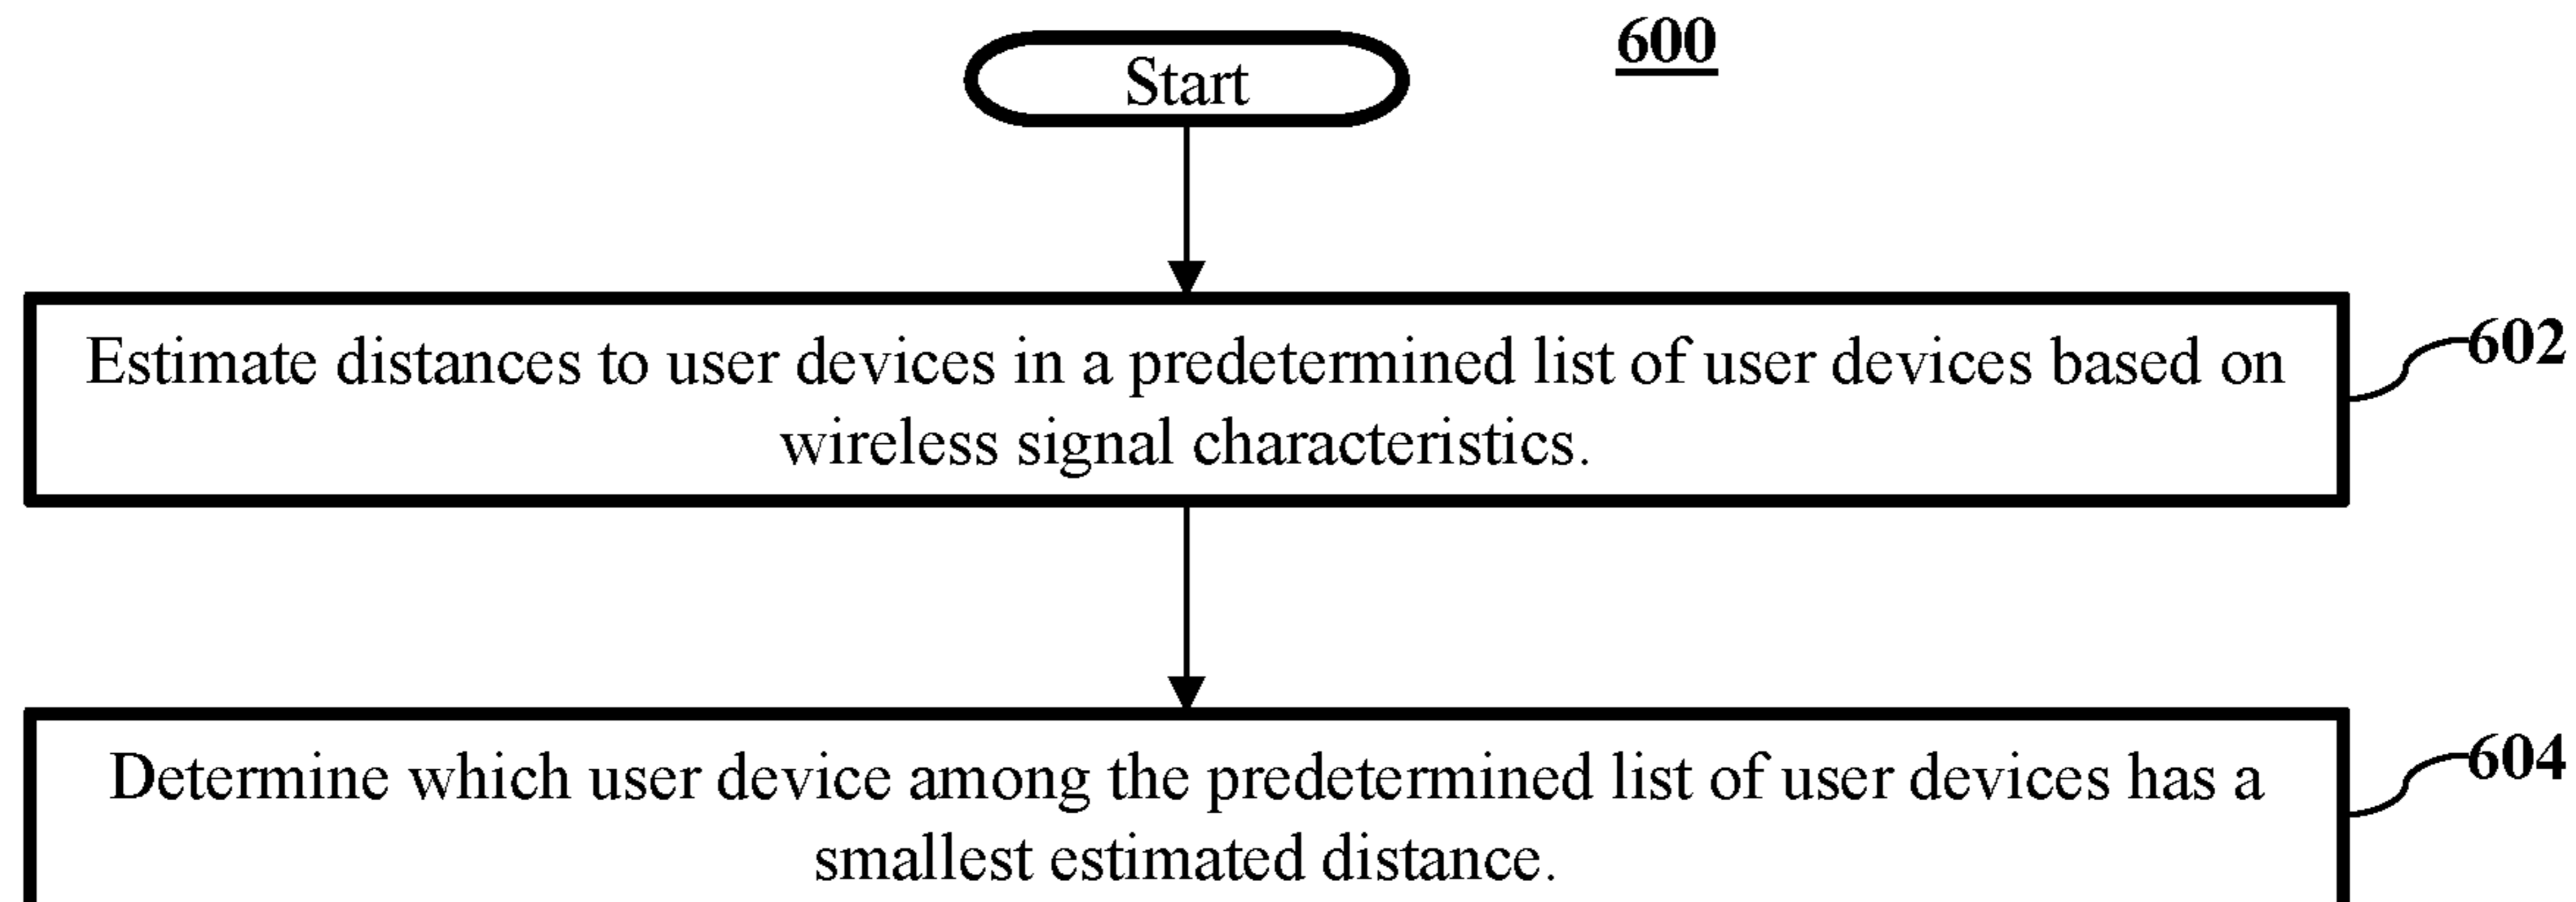 600
Start
Estimate distances to user devices in a predetermined list of user devices based on
wireless signal characteristics.
602
Determine which user device among the predetermined list of user devices has a
smallest estimated distance.
604